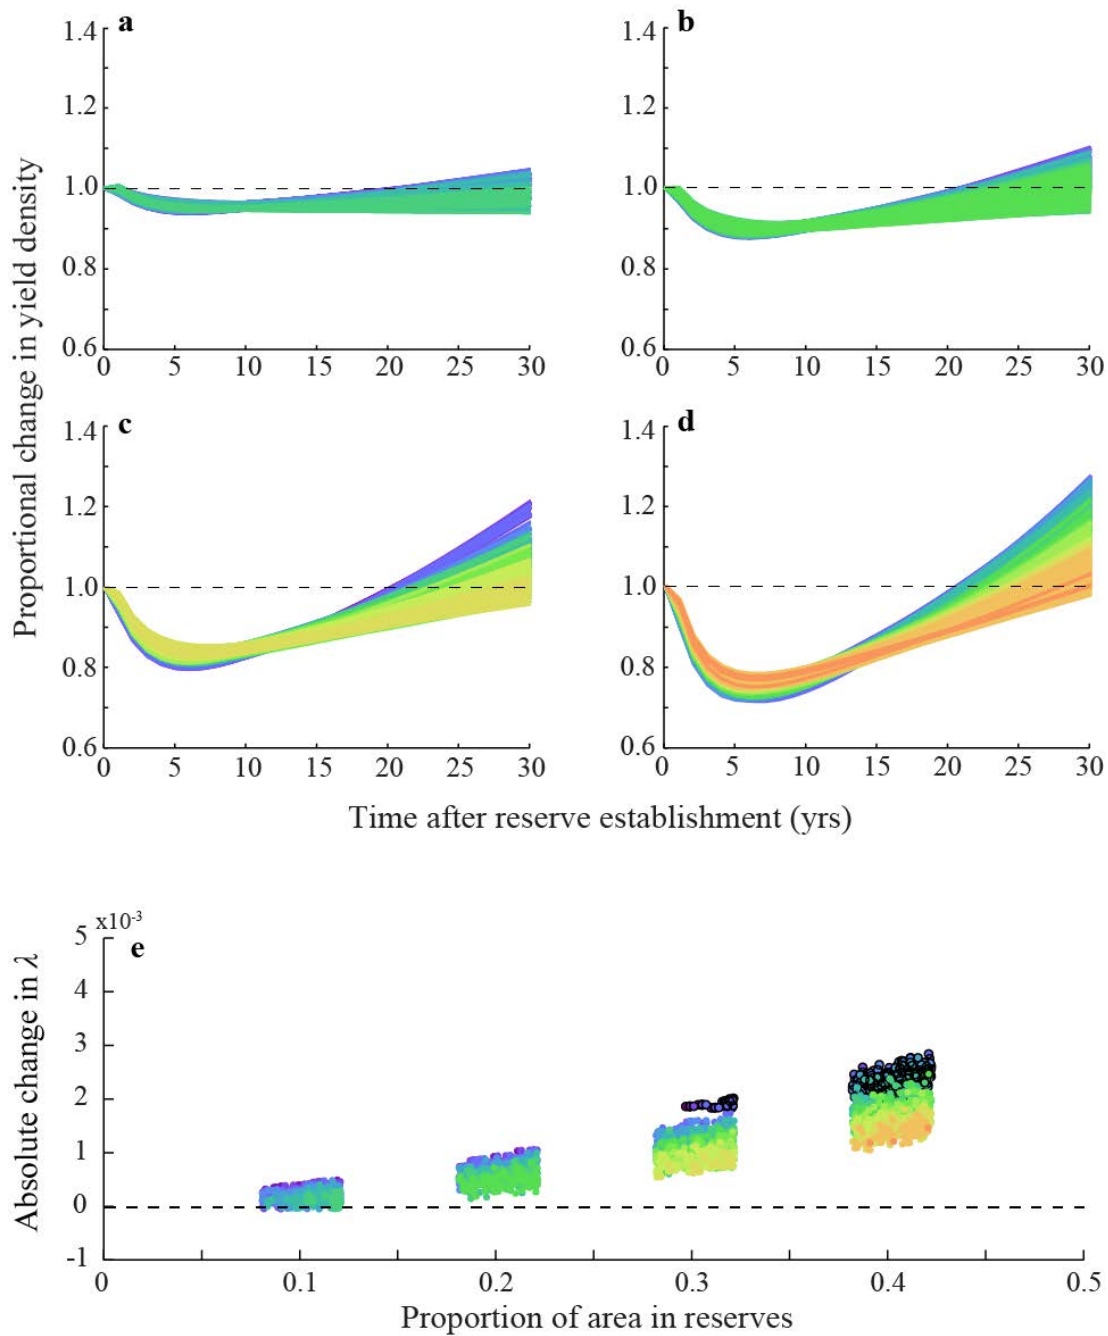 a
1.4
1.2
1.0
0.8
0.6
0 5 10 15 20 25 30
b
1.4
1.2
1.0
0.8
0.6
0 5 10 15 20 25 30
Proportional change in yield density
c
1.4
1.2
1.0
0.8
0.6
0 5 10 15 20 25 30
d
1.4
1.2
1.0
0.8
0.6
0 5 10 15 20 25 30
Time after reserve establishment (yrs)
x10⁻³
e
5
4
3
2
1
0
-1
Absolute change in λ
0 0.1 0.2 0.3 0.4 0.5
Proportion of area in reserves